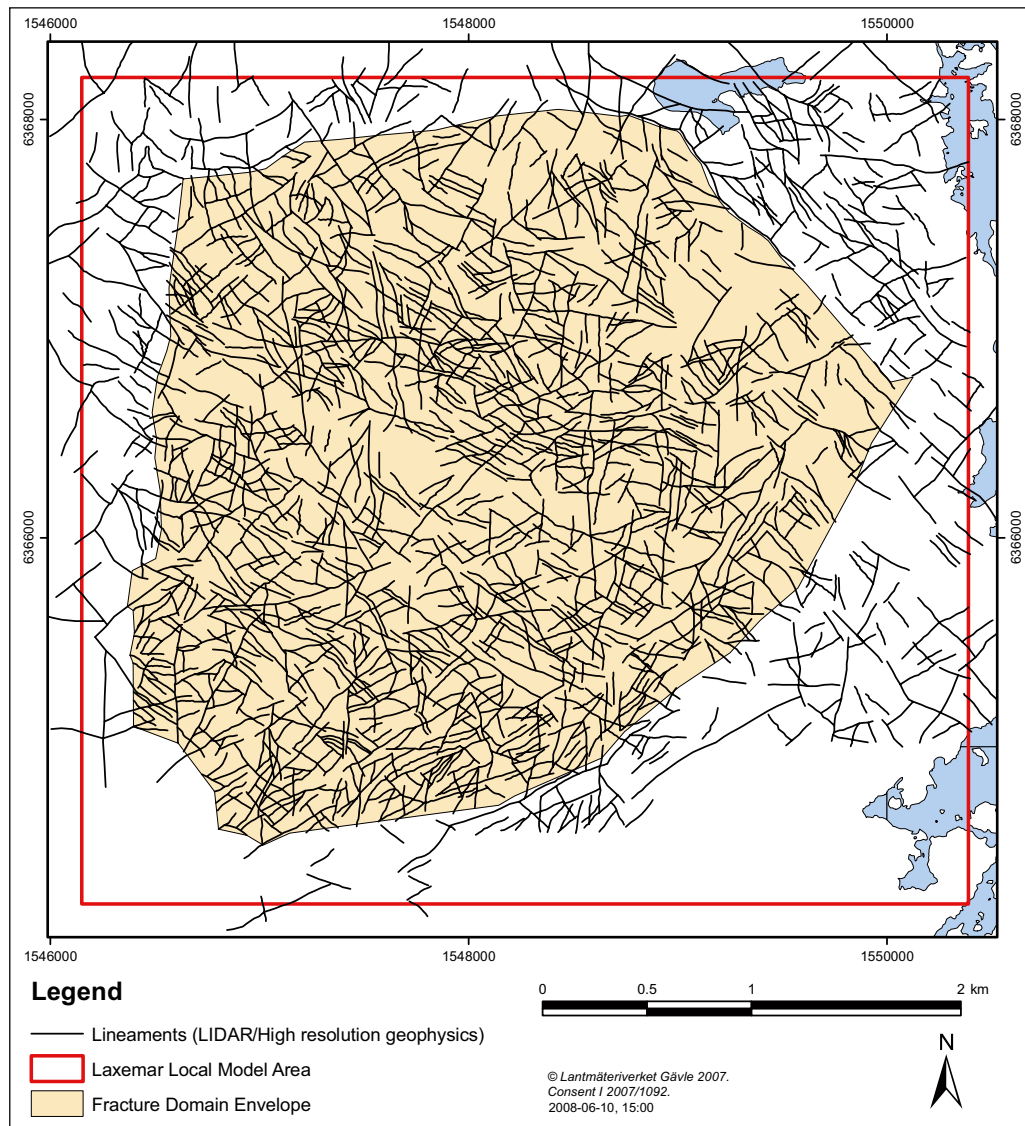 1546000 1548000 1550000
6368000 6368000
6366000 6366000
1546000 1548000 1550000
Legend
Lineaments (LIDAR/High resolution geophysics)
Laxemar Local Model Area
Fracture Domain Envelope
0 0.5 1 2 km
© Lantmäteriverket Gävle 2007.
Consent I 2007/1092.
2008-06-10, 15:00
N